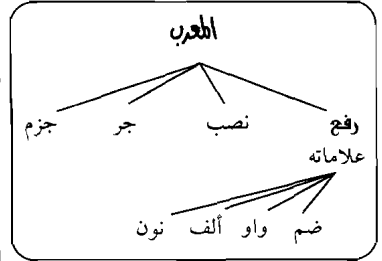 المعرب
رفع نصب جر جزم
علاماته
ضم واو ألف نون